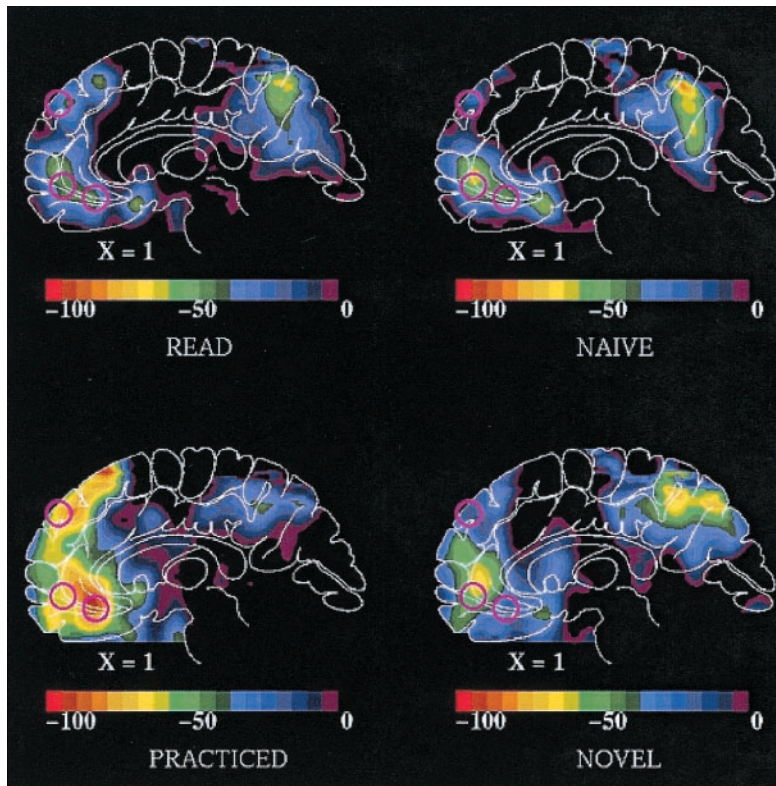 X = 1
X = 1
-100 -50 0
-100 -50 0
READ
NAIVE
X = 1
X = 1
-100 -50 0
-100 -50 0
PRACTICED
NOVEL